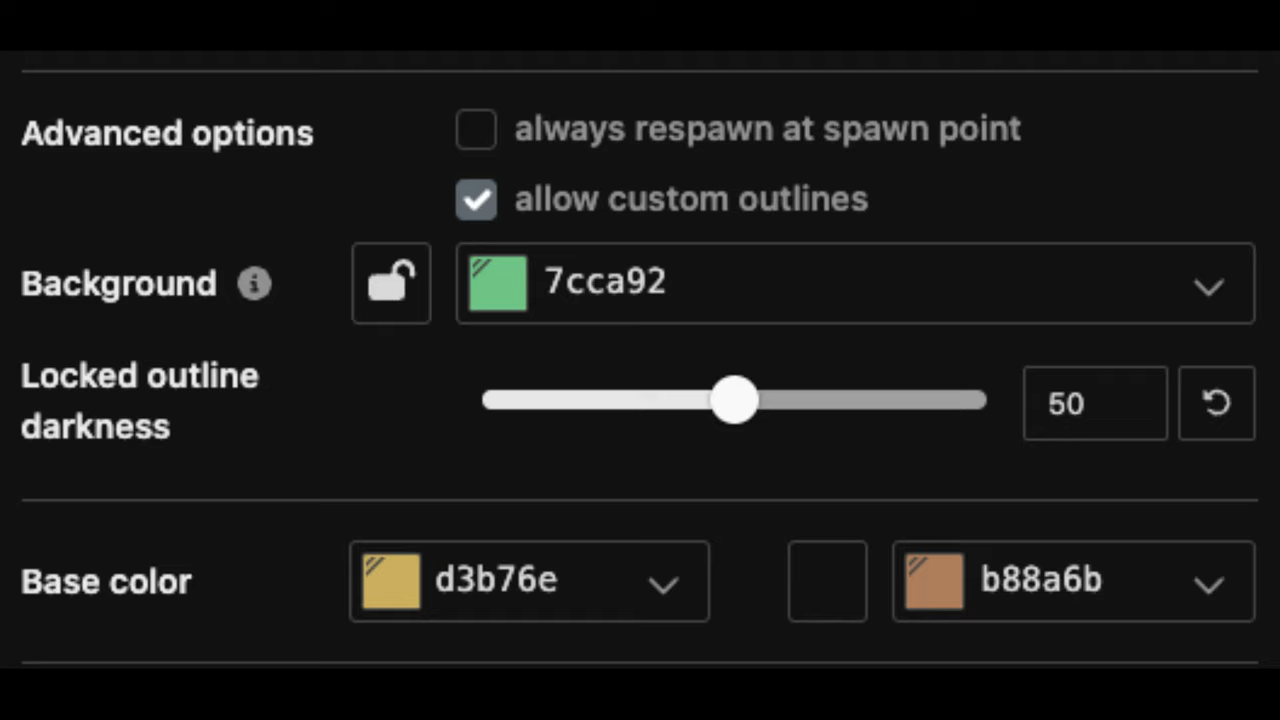 Advanced options
always respawn at spawn point
allow custom outlines
Background
7cca92
Locked outline
darkness
50
Base color
d3b76e
b88a6b